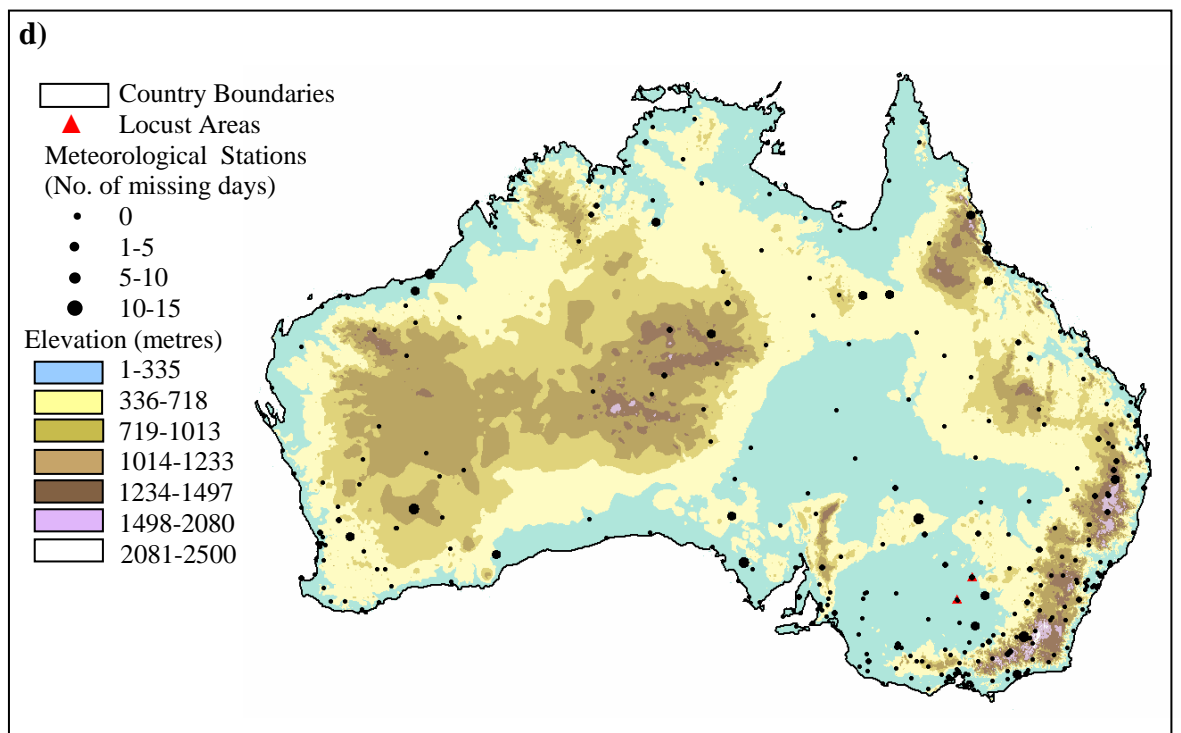 d)
Country Boundaries
Locust Areas
Meteorological Stations
(No. of missing days)
0
1-5
5-10
10-15
Elevation (metres)
1-335
336-718
719-1013
1014-1233
1234-1497
1498-2080
2081-2500